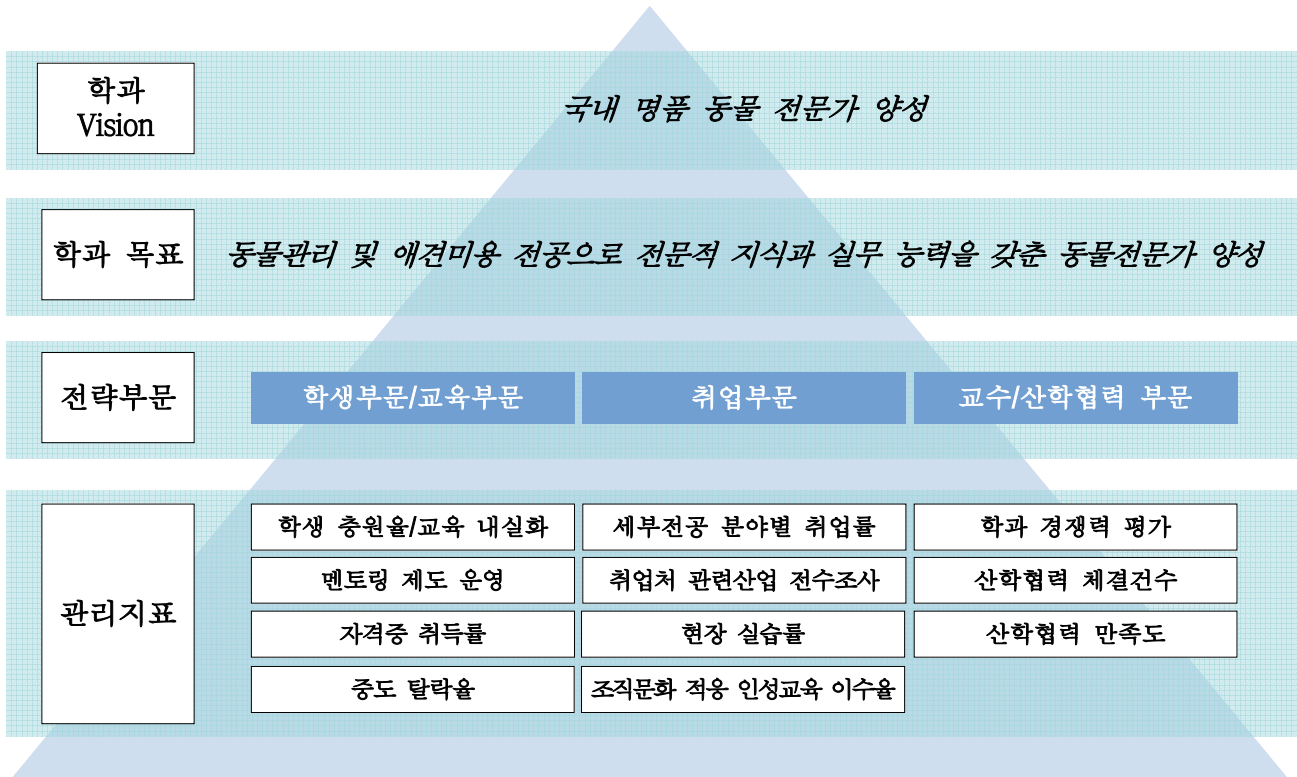 학과
Vision
국내 명품 동물 전문가 양성
학과 목표
동물관리 및 애견미용 전공으로 전문적 지식과 실무 능력을 갖춘 동물전문가 양성
전략부문
학생부문/교육부문
취업부문
교수/산학협력 부문
관리지표
학생 충원율/교육 내실화
세부전공 분야별 취업률
학과 경쟁력 평가
멘토링 제도 운영
취업처 관련산업 전수조사
산학협력 체결건수
자격증 취득률
현장 실습률
산학협력 만족도
중도 탈락율
조직문화 적응 인성교육 이수율